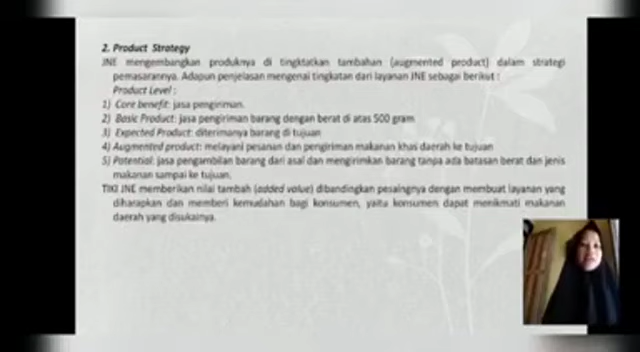 2. Product Strategy
JNE mengembangkan produknya di tingktatkan tambahan (augmented product) dalam strategi
pemasarannya. Adapun penjelasan mengenai tingkatan dari layanan JNE sebagai berikut :
Product Level :
1) Core benefit: jasa pengiriman.
2) Basic Product: jasa pengiriman barang dengan berat di atas 500 gram
3) Expected Product: diterimanya barang di tujuan
4) Augmented product: melayani pesanan dan pengiriman makanan khas daerah ke tujuan
5) Potential: jasa pengambilan barang dari asal dan mengirimkan barang tanpa ada batasan berat dan jenis
makanan sampai ke tujuan.
TIKI JNE memberikan nilai tambah (added value) dibandingkan pesaingnya dengan membuat layanan yang
diharapkan dan memberi kemudahan bagi konsumen, yaitu konsumen dapat menikmati makanan
daerah yang disukainya.